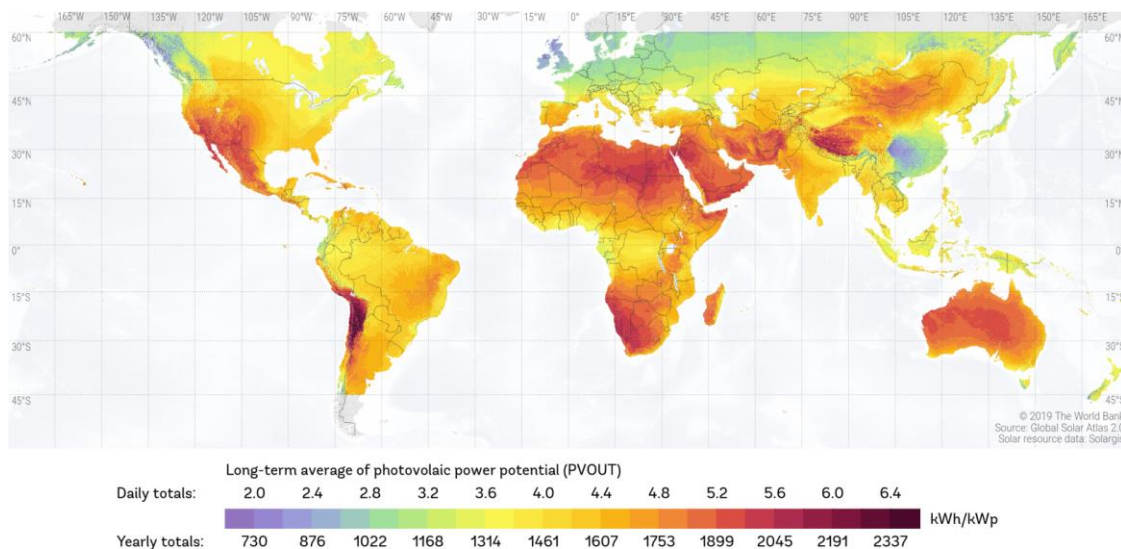 165°W 150°W 135°W 120°W 105°W 90°W 75°W 60°W 45°W 30°W 15°W 0° 15°E 30°E 45°E 60°E 75°E 90°E 105°E 120°E 135°E 150°E 165°E
60°N 60°N
45°N 45°N
30°N 30°N
15°N 15°N
0° 0°
15°S 15°S
30°S 30°S
45°S 45°S
© 2019 The World Bank
Source: Global Solar Atlas 2.0
Solar resource data: Solargis
Long-term average of photovolaic power potential (PVOUT)
Daily totals: 2.0 2.4 2.8 3.2 3.6 4.0 4.4 4.8 5.2 5.6 6.0 6.4
kWh/kWp
Yearly totals: 730 876 1022 1168 1314 1461 1607 1753 1899 2045 2191 2337